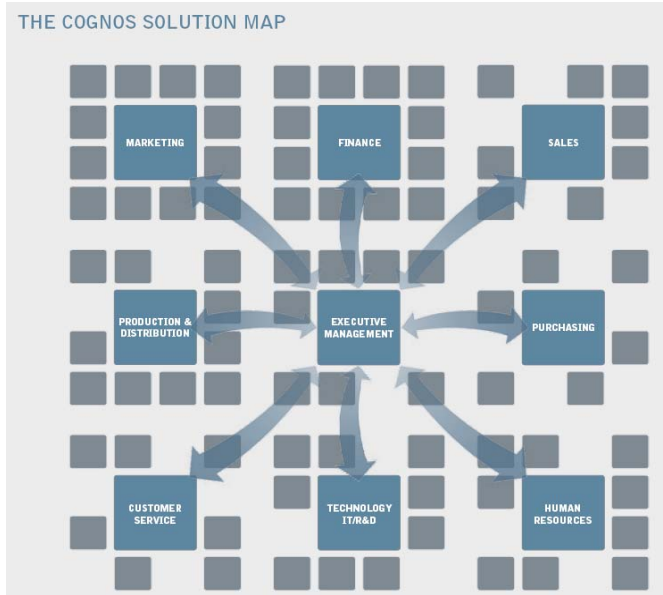 THE COGNOS SOLUTION MAP
MARKETING
FINANCE
SALES
PRODUCTION &
DISTRIBUTION
EXECUTIVE
MANAGEMENT
PURCHASING
CUSTOMER
SERVICE
TECHNOLOGY
IT/R&D
HUMAN
RESOURCES